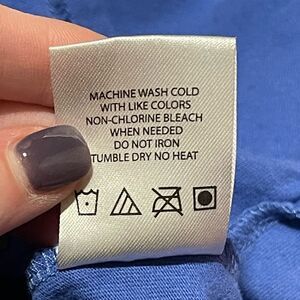 MACHINE WASH COLD
WITH LIKE COLORS
NON-CHLORINE BLEACH
WHEN NEEDED
DO NOT IRON
TUMBLE DRY NO HEAT